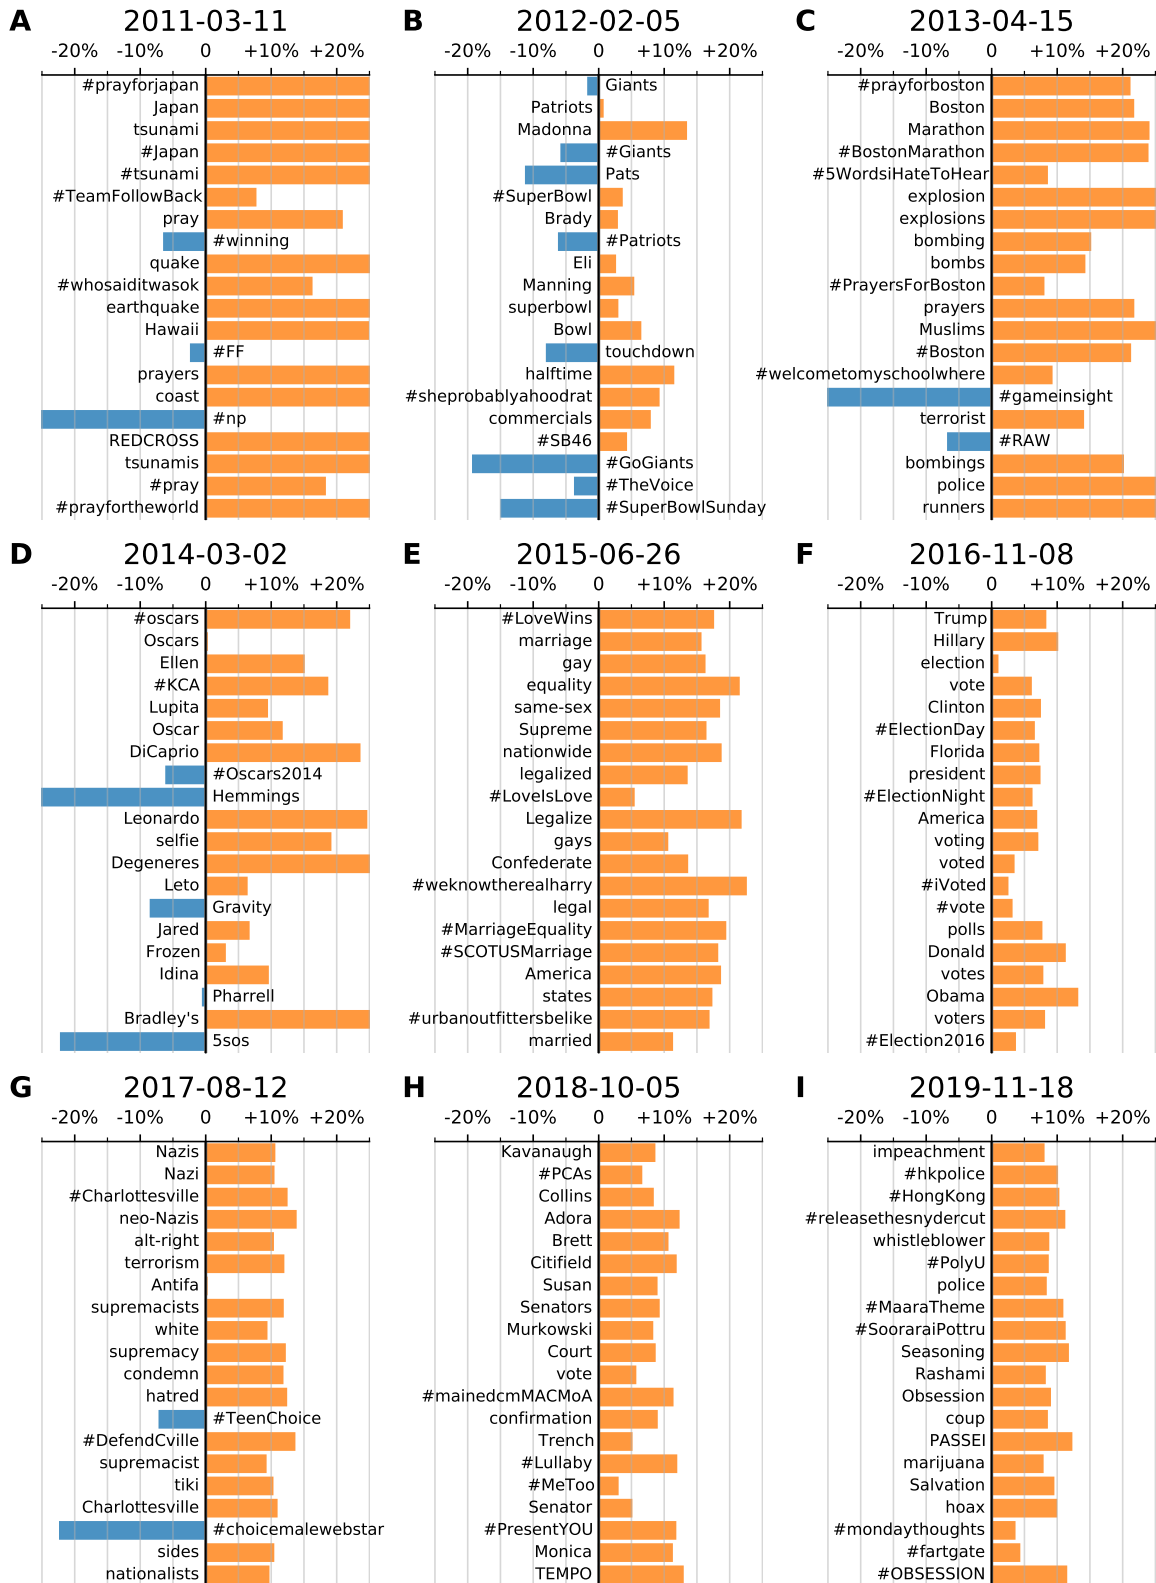 A 2011-03-11
-20% -10% 0 +20%
#prayforjapan
Japan
tsunami
#Japan
#tsunami
#TeamFollowBack
pray
#winning
quake
#whosaiditwasok
earthquake
Hawaii
#FF
prayers
coast
#np
REDCROSS
tsunamis
#pray
#prayfortheworld
B 2012-02-05
-20% -10% 0 +20%
Giants
Patriots
Madonna
#Giants
Pats
#SuperBowl
Brady
#Patriots
Eli
Manning
superbowl
Bowl
touchdown
halftime
#sheprobablyahoodrat
commercials
#SB46
#GoGiants
#TheVoice
#SuperBowlSunday
C 2013-04-15
-20% -10% 0 +10% +20%
#prayforboston
Boston
Marathon
#BostonMarathon
#5WordsiHateToHear
explosion
explosions
bombing
bombs
#PrayersForBoston
prayers
Muslims
#Boston
#welcometomyschoolwhere
#gameinsight
terrorist
#RAW
bombings
police
runners
D 2014-03-02
-20% -10% 0 +20%
#oscars
Oscars
Ellen
#KCA
Lupita
Oscar
DiCaprio
#Oscars2014
Hemmings
Leonardo
selfie
Degeneres
Leto
Gravity
Jared
Frozen
Idina
Pharrell
Bradley's
5sos
E 2015-06-26
-20% -10% 0 +20%
#LoveWins
marriage
gay
equality
same-sex
Supreme
nationwide
legalized
#LoveIsLove
Legalize
gays
Confederate
#weknowtherealharry
legal
#MarriageEquality
#SCOTUSMarriage
America
states
#urbanoutfittersbelike
married
F 2016-11-08
-20% -10% 0 +10% +20%
Trump
Hillary
election
vote
Clinton
#ElectionDay
Florida
president
#ElectionNight
America
voting
voted
#iVoted
#vote
polls
Donald
votes
Obama
voters
#Election2016
G 2017-08-12
-20% -10% 0 +20%
Nazis
Nazi
#Charlottesville
neo-Nazis
alt-right
terrorism
Antifa
supremacists
white
supremacy
condemn
hatred
#TeenChoice
#DefendCville
supremacist
tiki
Charlottesville
#choicemalewebstar
sides
nationalists
H 2018-10-05
-20% -10% 0 +20%
Kavanaugh
#PCAs
Collins
Adora
Brett
Citifield
Susan
Senators
Murkowski
Court
vote
#mainedcmMACMoA
confirmation
Trench
#Lullaby
#MeToo
Senator
#PresentYOU
Monica
TEMPO
I 2019-11-18
-20% -10% 0 +10% +20%
impeachment
#hkpolice
#HongKong
#releasethesnydercut
whistleblower
#PolyU
police
#MaaraTheme
#SooraraiPottru
Seasoning
Rashami
Obsession
coup
PASSEI
marijuana
Salvation
hoax
#mondaythoughts
#fartgate
#OBSESSION